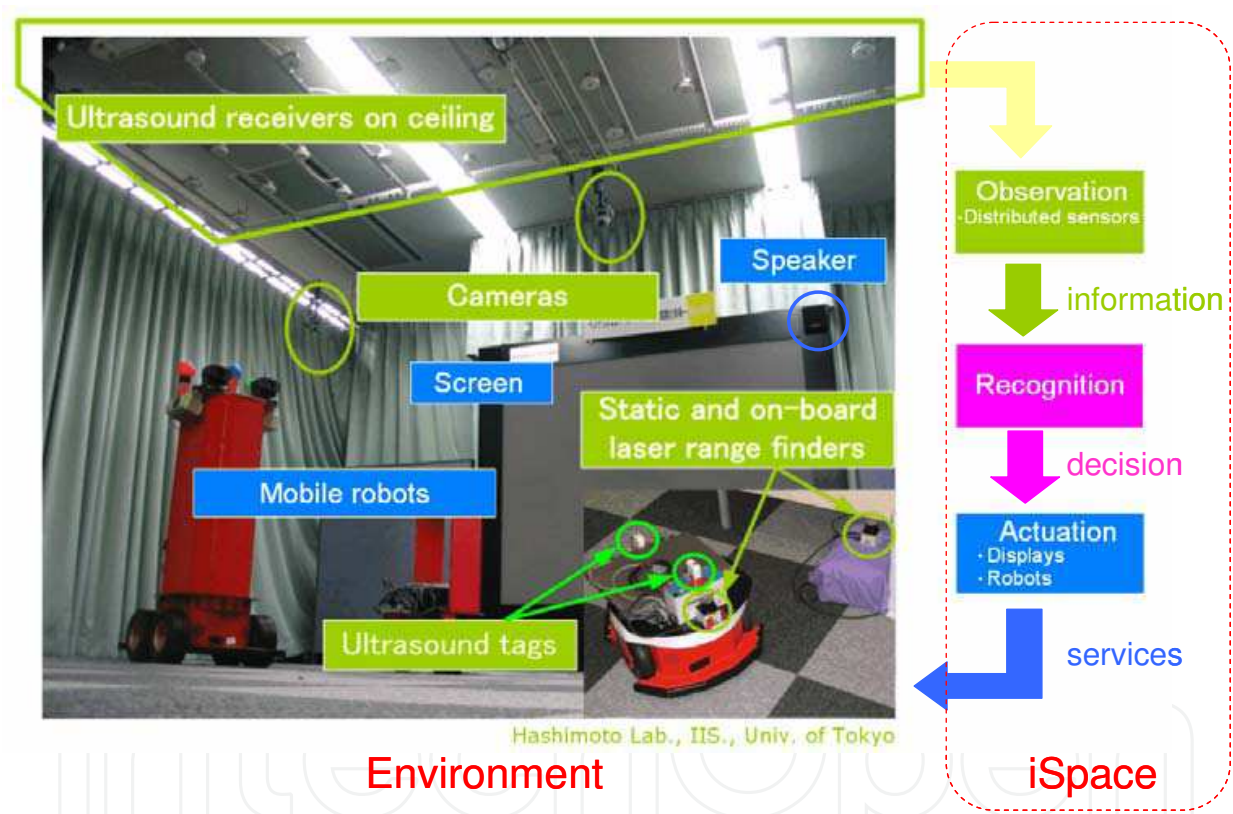 Ultrasound receivers on ceiling
Cameras
Speaker
Screen
Static and on-board
laser range finders
Mobile robots
Ultrasound tags
Hashimoto Lab., IIS., Univ. of Tokyo
Environment
Observation
·Distributed sensors
information
Recognition
decision
Actuation
· Displays
· Robots
services
iSpace
intechopen